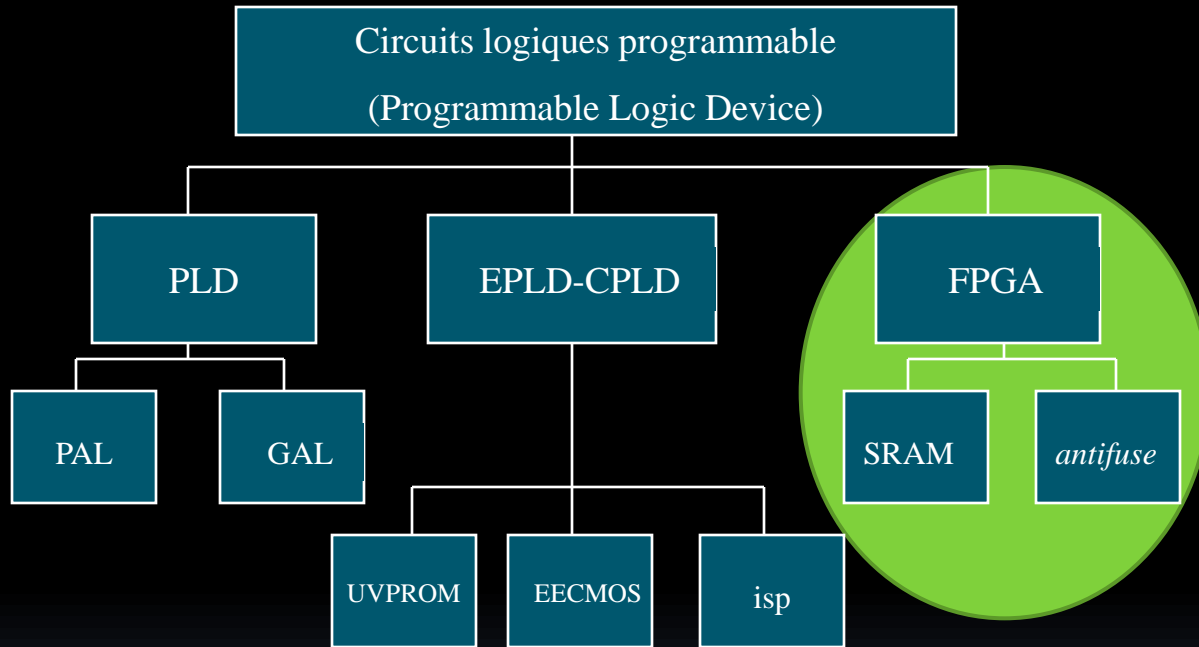 Circuits logiques programmable
(Programmable Logic Device)
PLD
EPLD-CPLD
FPGA
PAL
GAL
SRAM
antifuse
UVPROM
EECMOS
isp